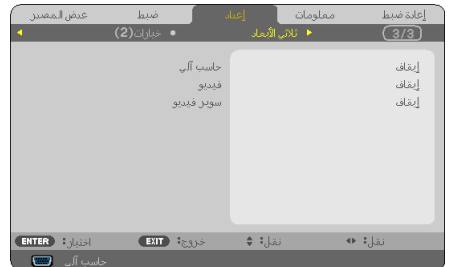 إعادة ضبط معلومات إعداد ضبط عرض المصدر
(3/3) ثلاثي الأبعاد • خيارات(2)
حاسب آلي إيقاف
فيديو إيقاف
سوبر فيديو إيقاف
ENTER اختيار: EXIT خروج: نقل: نقل:
حاسب آلي